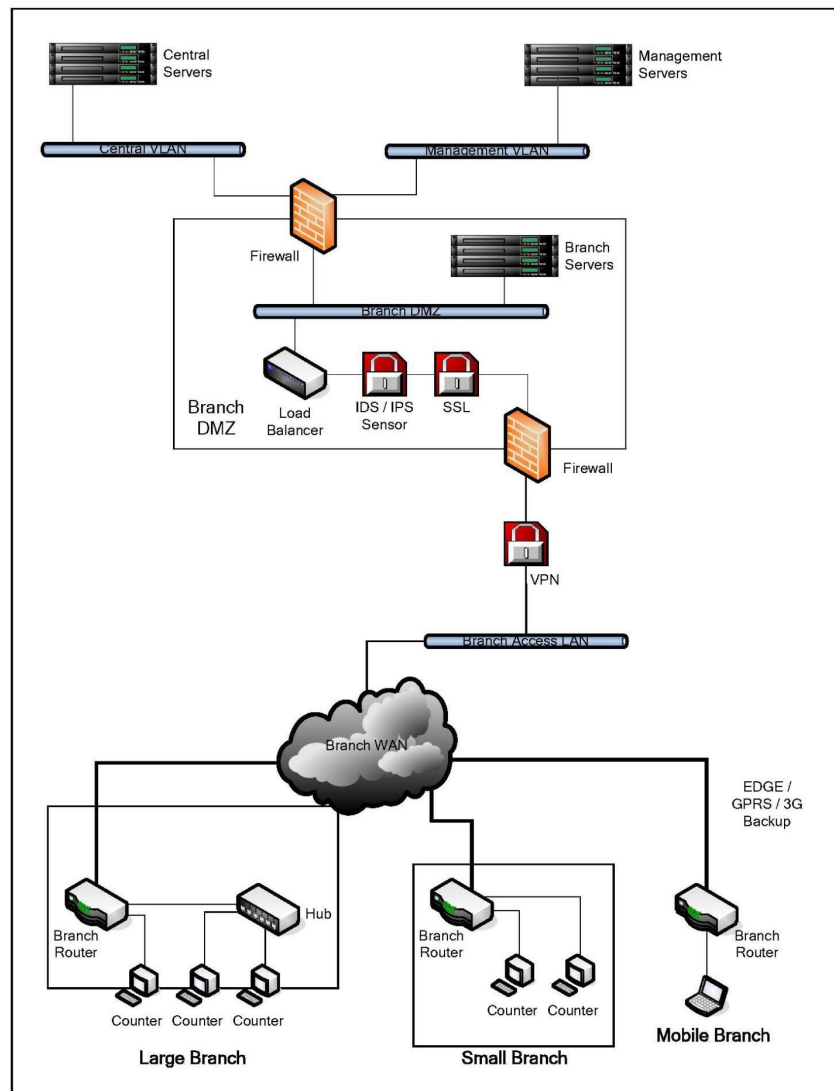 Central
Servers
Management
Servers
Central VLAN
Management VLAN
Firewall
Branch
Servers
Branch DMZ
Branch
DMZ
Load
Balancer
IDS / IPS
Sensor
SSL
Firewall
VPN
Branch Access LAN
Branch WAN
EDGE /
GPRS / 3G
Backup
Branch
Router
Hub
Branch
Router
Branch
Router
Counter
Counter
Counter
Counter
Counter
Large Branch
Small Branch
Mobile Branch